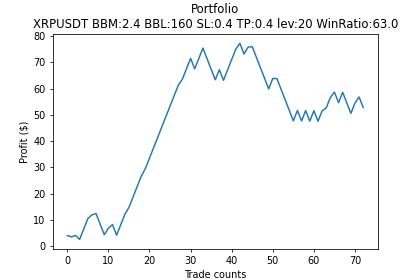 Portfolio
XRPUSDT BBM:2.4 BBL:160 SL:0.4 TP:0.4 lev:20 WinRatio:63.0
80
70
60
50
40
30
20
10
0
Profit ($)
0 10 20 30 40 50 60 70
Trade counts